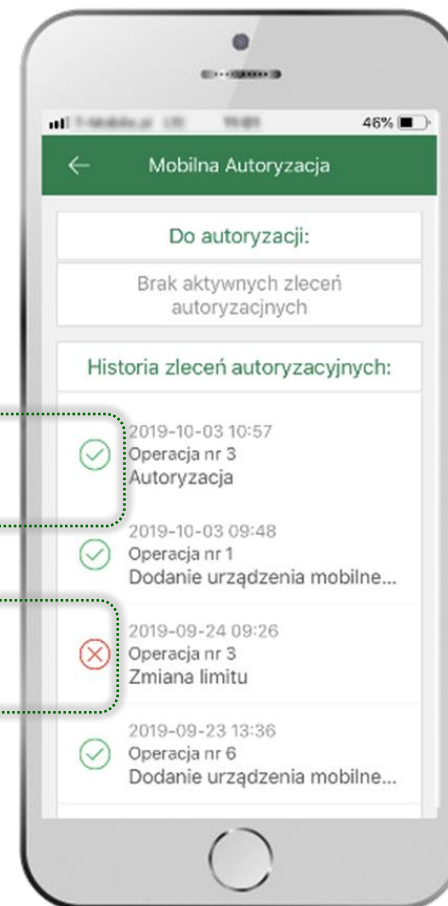 46%
← Mobilna Autoryzacja
Do autoryzacji:
Brak aktywnych zleceń
autoryzacjnych
Historia zleceń autoryzacyjnych:
2019-10-03 10:57
Operacja nr 3
Autoryzacja
2019-10-03 09:48
Operacja nr 1
Dodanie urządzenia mobilne...
2019-09-24 09:26
Operacja nr 3
Zmiana limitu
2019-09-23 13:36
Operacja nr 6
Dodanie urządzenia mobilne...